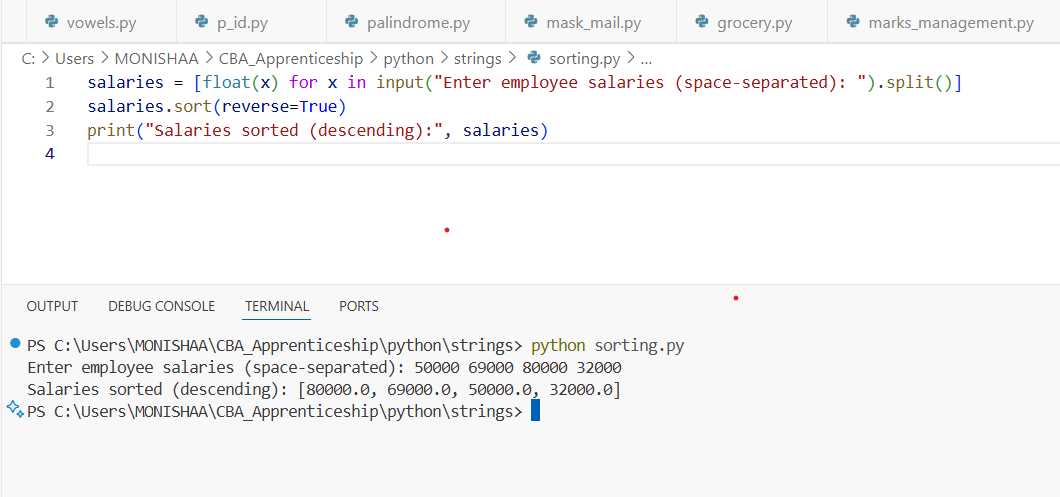 vowels.py p_id.py palindrome.py mask_mail.py grocery.py marks_management.py
C: > Users > MONISHAA > CBA_Apprenticeship > python > strings > sorting.py > ...
1 salaries = [float(x) for x in input("Enter employee salaries (space-separated): ").split()]
2 salaries.sort(reverse=True)
3 print("Salaries sorted (descending):", salaries)
4
OUTPUT DEBUG CONSOLE TERMINAL PORTS
PS C:\Users\MONISHAA\CBA_Apprenticeship\python\strings> python sorting.py
Enter employee salaries (space-separated): 50000 69000 80000 32000
Salaries sorted (descending): [80000.0, 69000.0, 50000.0, 32000.0]
PS C:\Users\MONISHAA\CBA_Apprenticeship\python\strings>